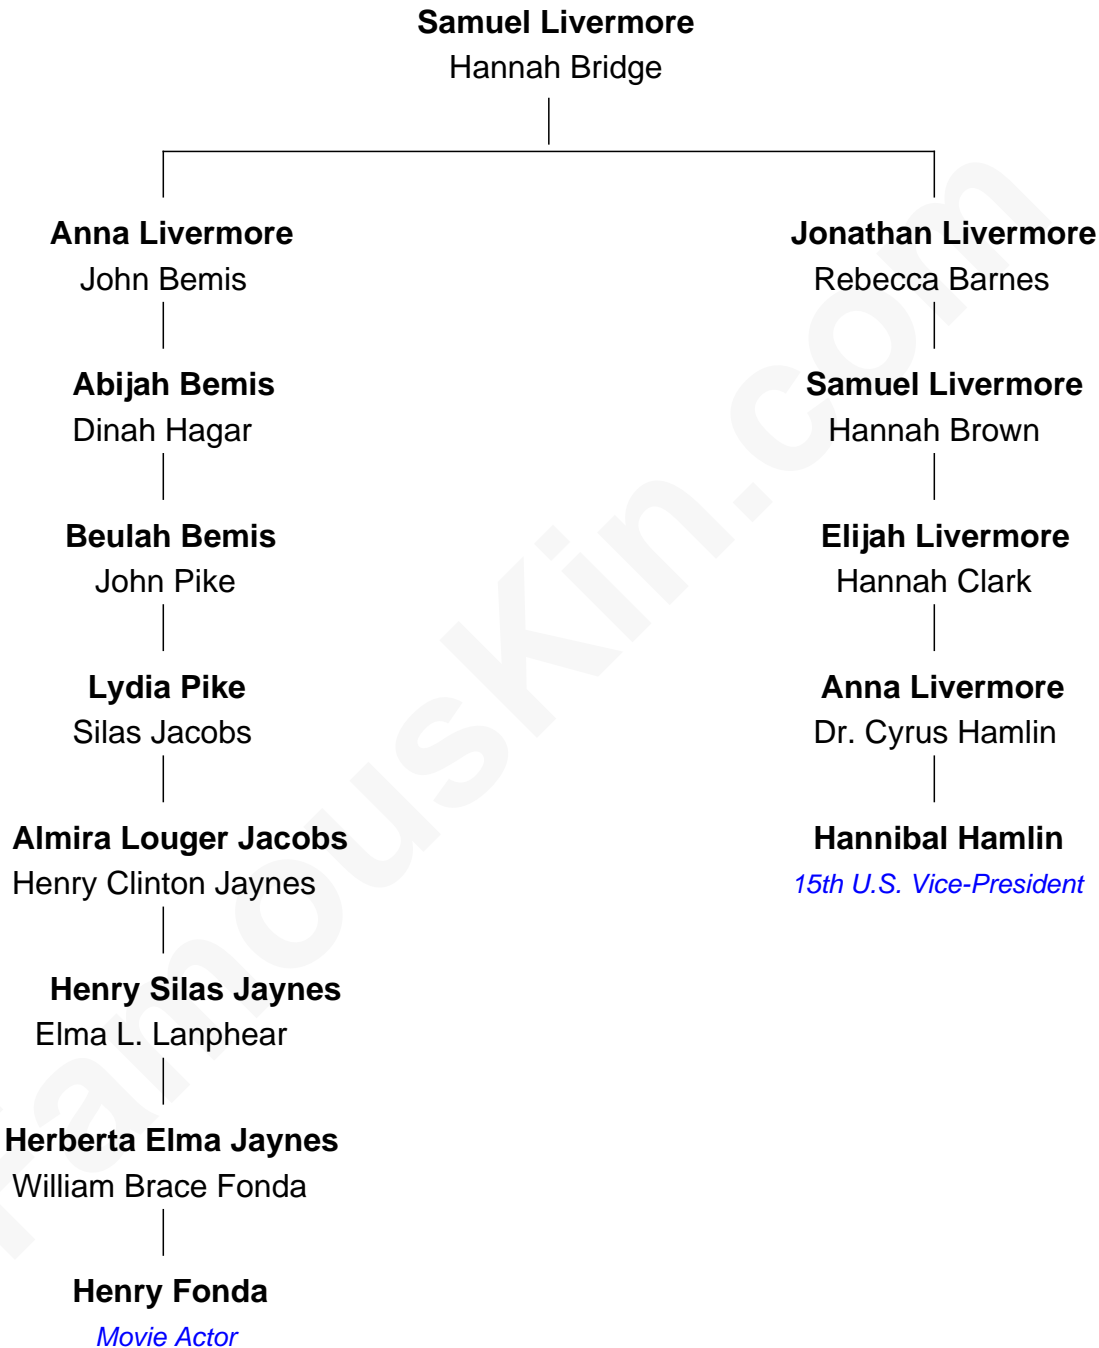 Samuel Livermore
Hannah Bridge
Anna Livermore
John Bemis
Jonathan Livermore
Rebecca Barnes
Abijah Bemis
Dinah Hagar
Samuel Livermore
Hannah Brown
Beulah Bemis
John Pike
Elijah Livermore
Hannah Clark
Lydia Pike
Silas Jacobs
Anna Livermore
Dr. Cyrus Hamlin
Almira Louger Jacobs
Henry Clinton Jaynes
Hannibal Hamlin
15th U.S. Vice-President
Henry Silas Jaynes
Elma L. Lanphear
Herberta Elma Jaynes
William Brace Fonda
Henry Fonda
Movie Actor
FamousKin.com